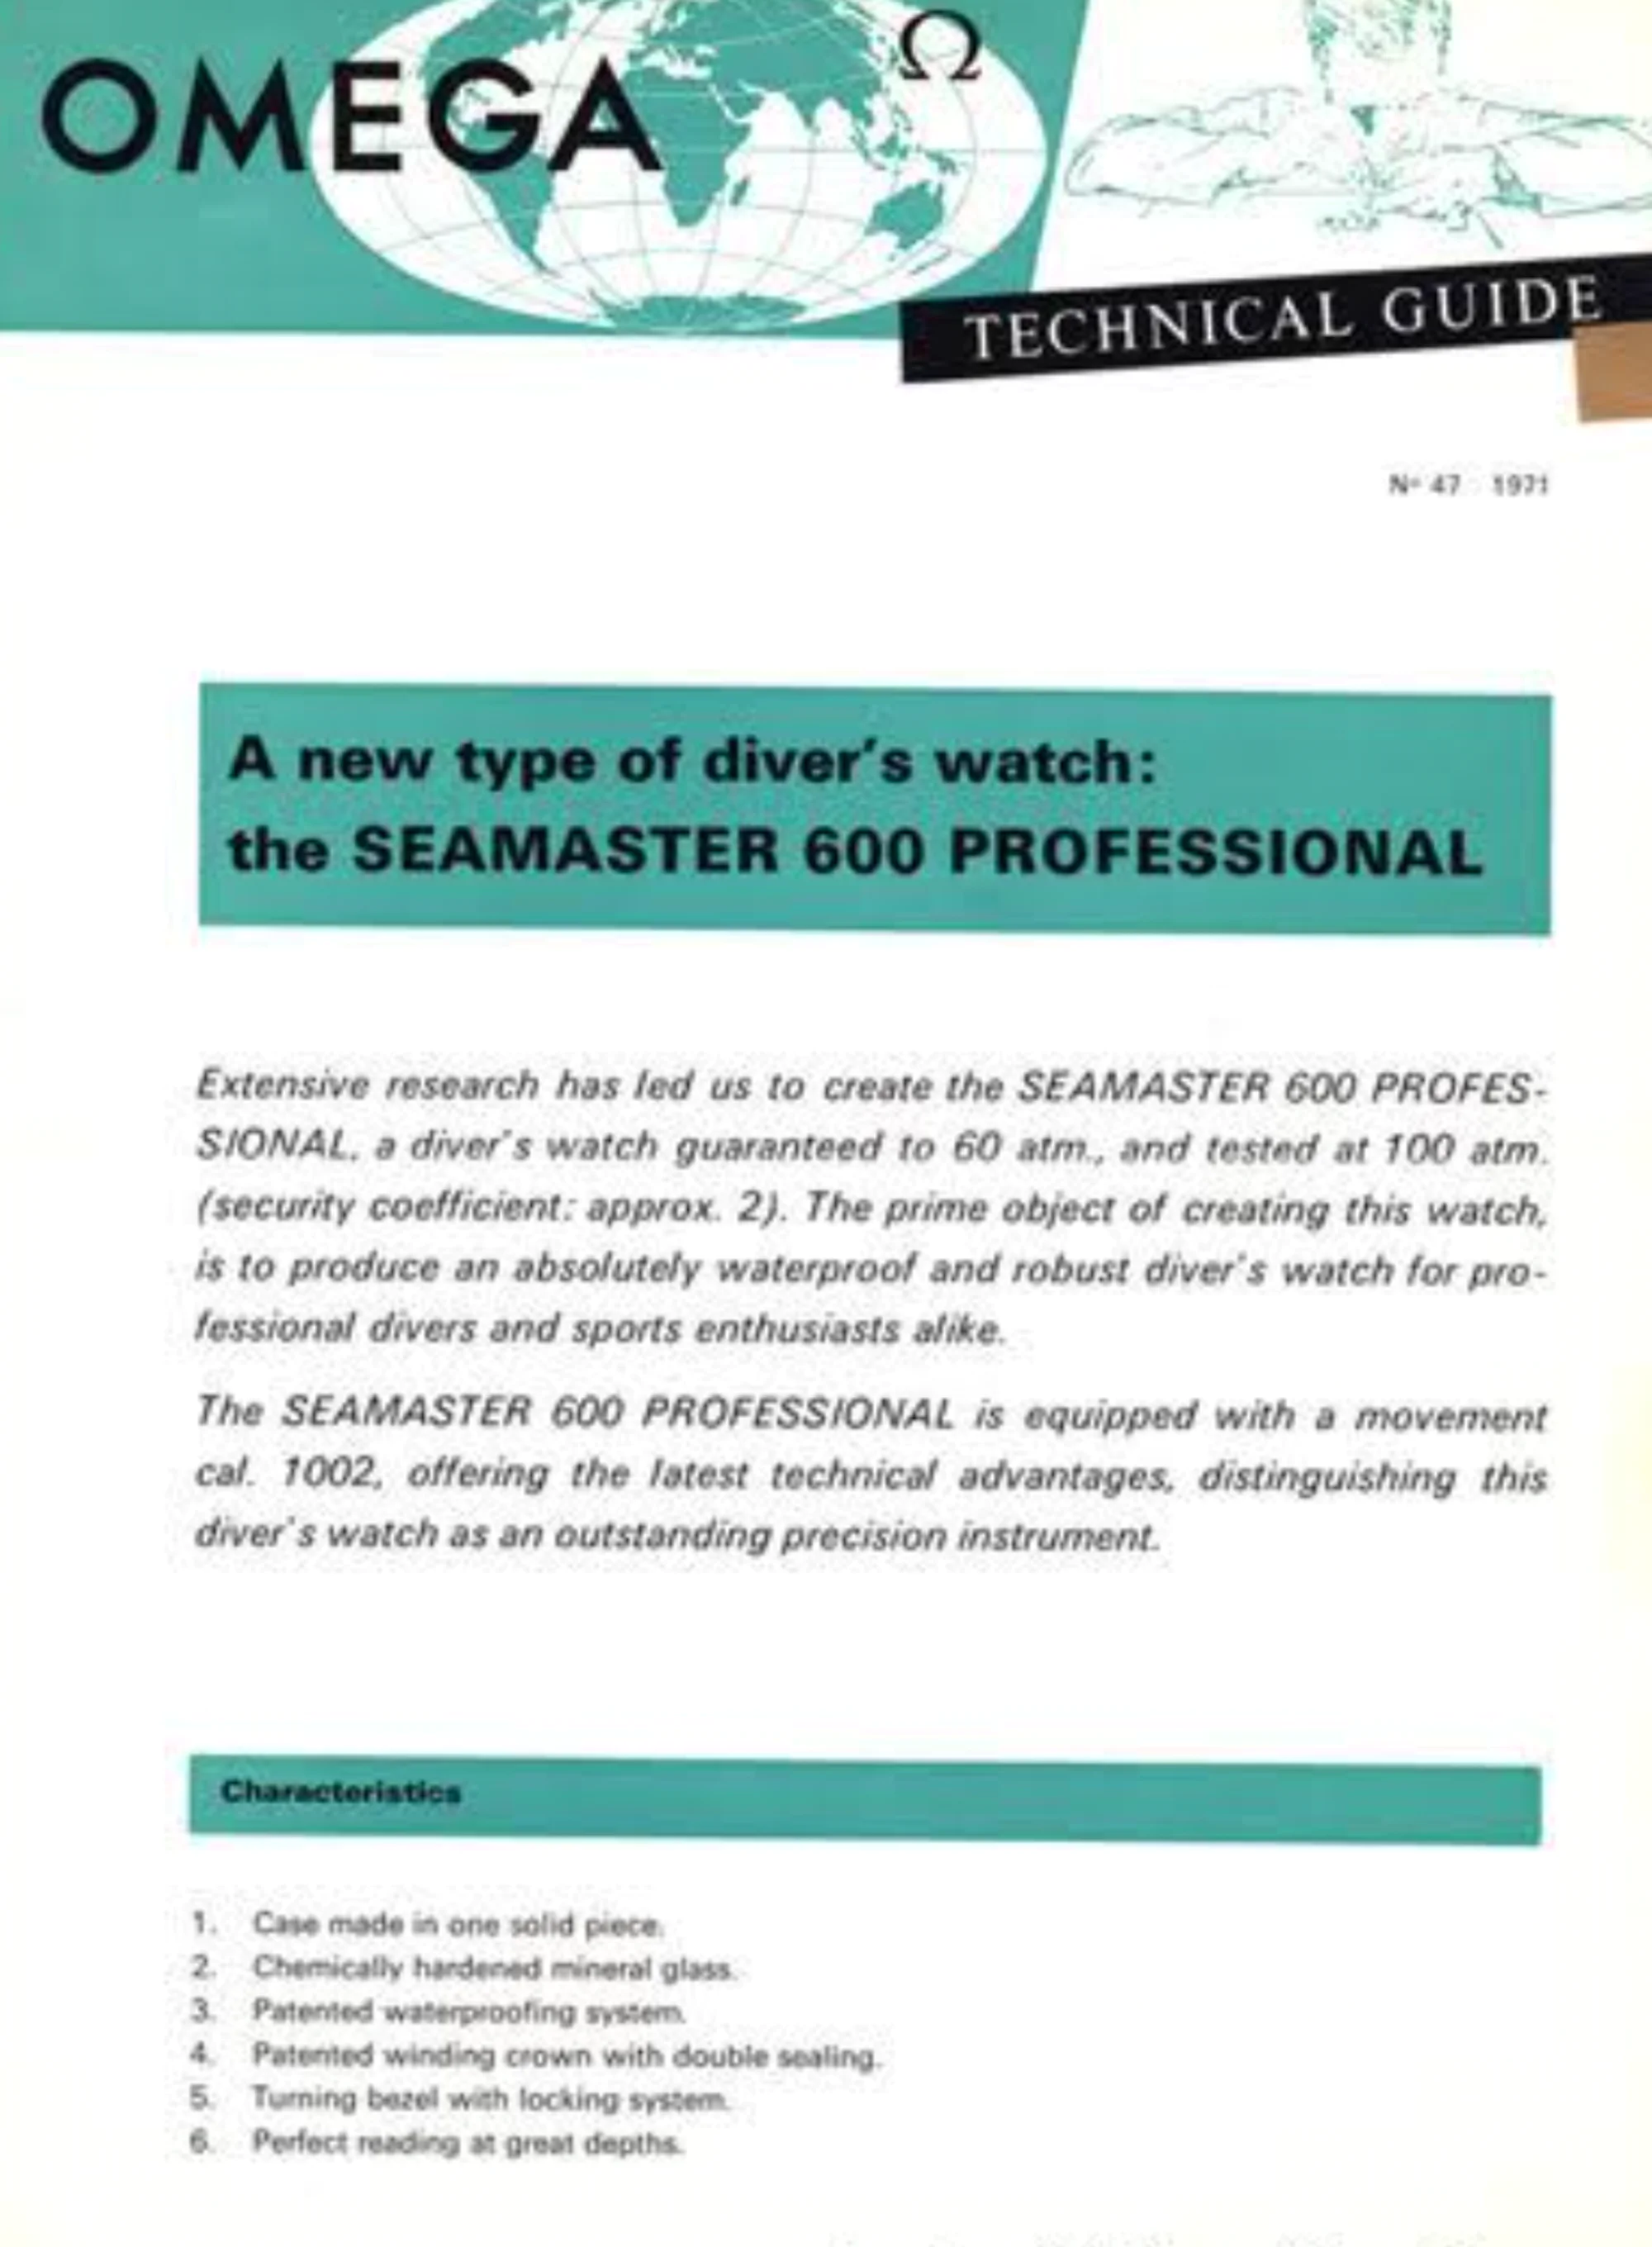 OMEGA Ω
TECHNICAL GUIDE
No 47 1971
A new type of diver's watch:
the SEAMASTER 600 PROFESSIONAL
Extensive research has led us to create the SEAMASTER 600 PROFES-
SIONAL, a diver's watch guaranteed to 60 atm., and tested at 100 atm.
(security coefficient: approx. 2). The prime object of creating this watch,
is to produce an absolutely waterproof and robust diver's watch for pro-
fessional divers and sports enthusiasts alike.
The SEAMASTER 600 PROFESSIONAL is equipped with a movement
cal. 1002, offering the latest technical advantages, distinguishing this
diver's watch as an outstanding precision instrument.
Characteristics
1. Case made in one solid piece.
2. Chemically hardened mineral glass.
3. Patented waterproofing system.
4. Patented winding crown with double sealing.
5. Turning bezel with locking system.
6. Perfect reading at great depths.